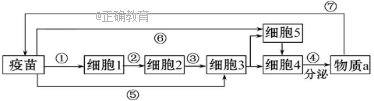 ⑦
@正确教育
⑥
细胞5
疫苗 ① 细胞1 ② 细胞2 ③ 细胞3 细胞4 ④ 分泌 物质a
⑤